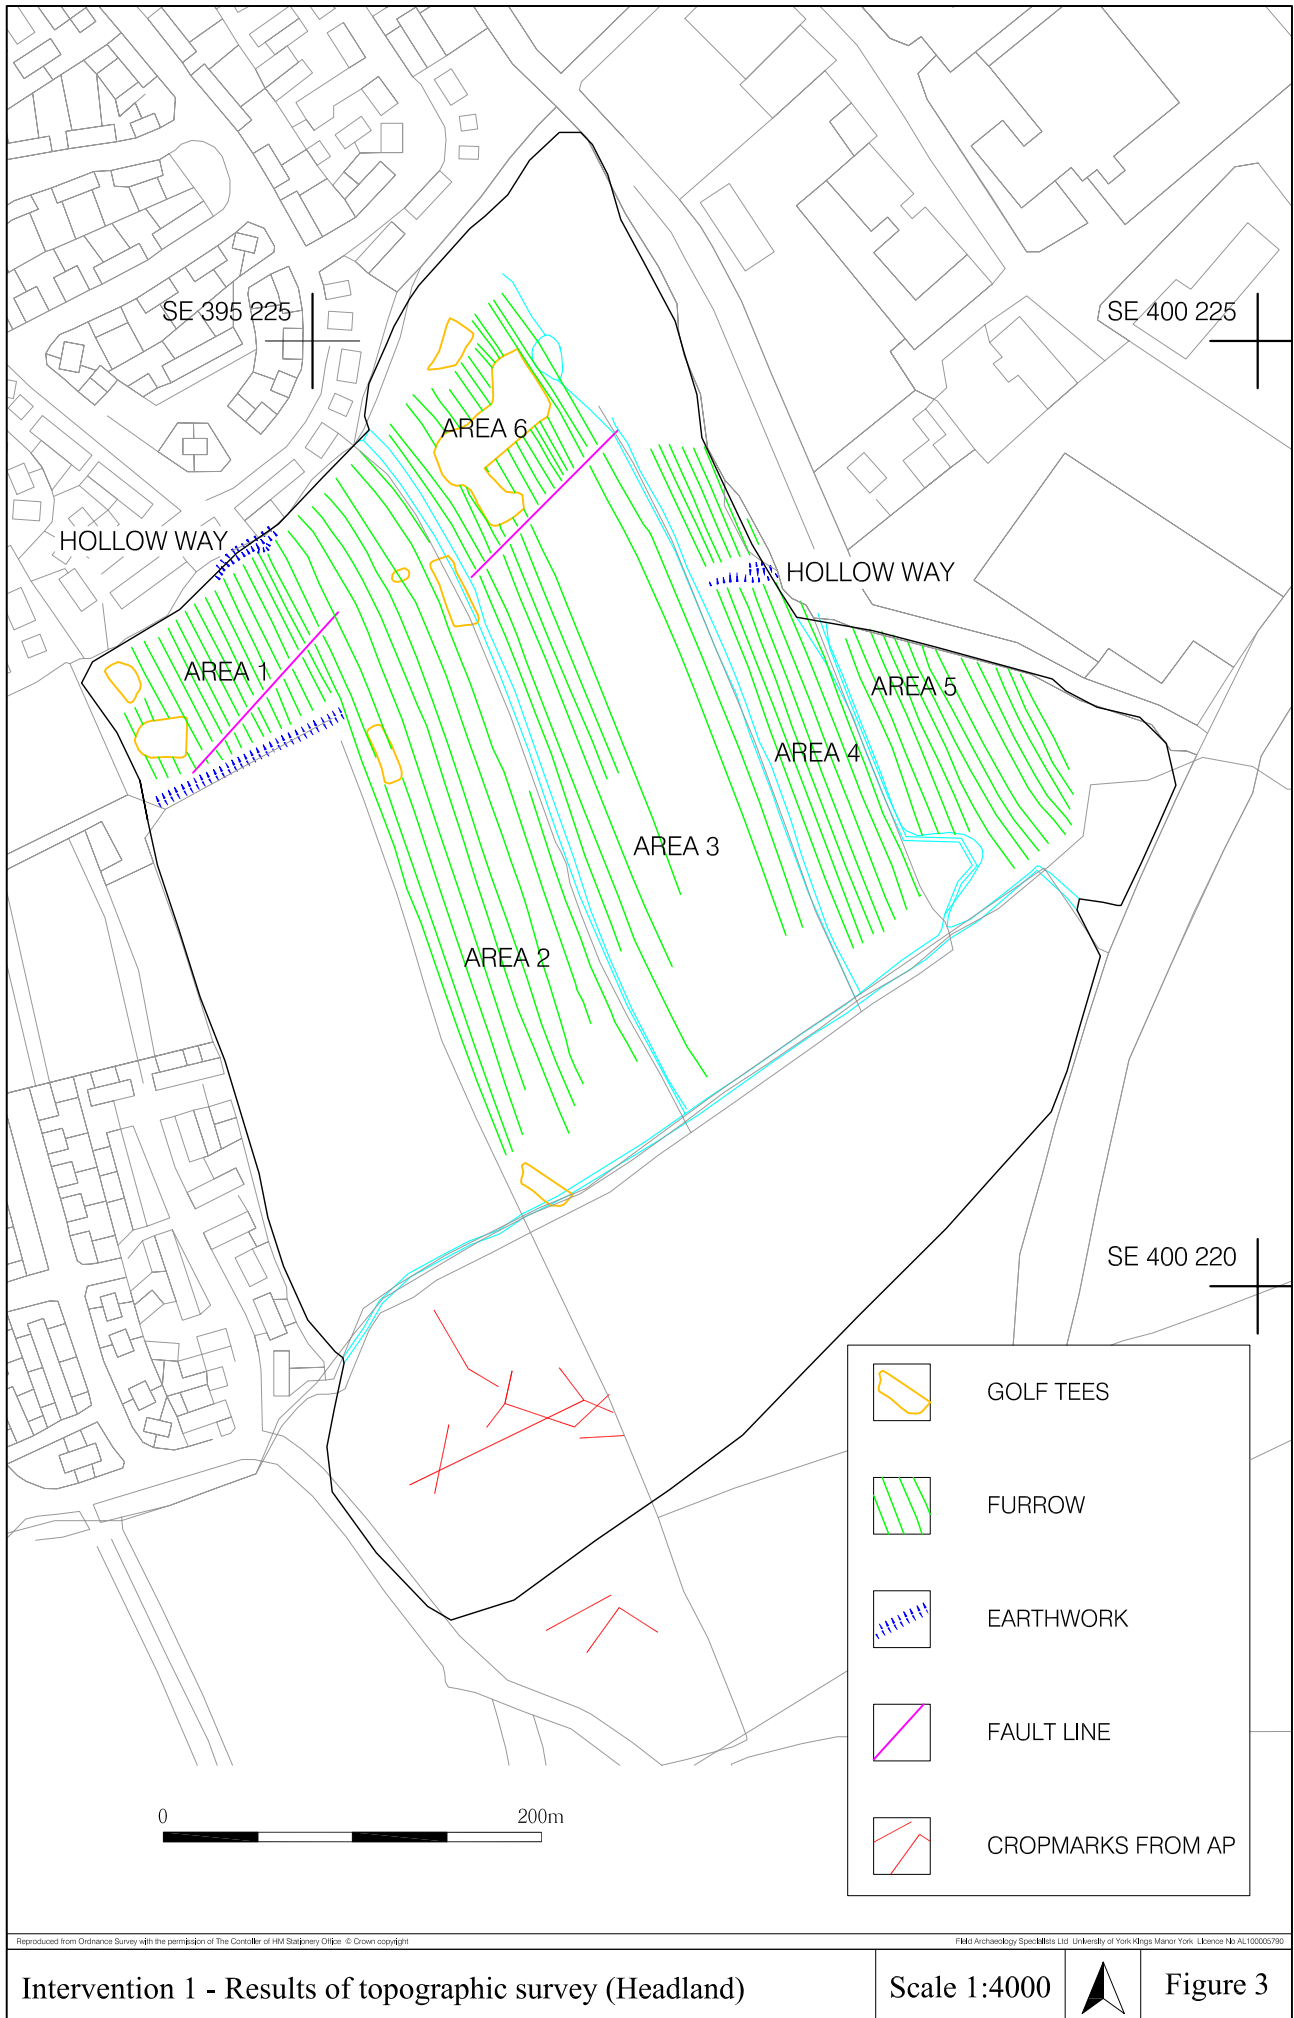 SE 395 225
SE 400 225
AREA 6
HOLLOW WAY
HOLLOW WAY
AREA 1
AREA 5
AREA 4
AREA 3
AREA 2
SE 400 220
GOLF TEES
FURROW
EARTHWORK
FAULT LINE
CROPMARKS FROM AP
0 200m
Reproduced from Ordnance Survey with the permission of The Contoller of HM Stationery Office © Crown copyright
Field Archaeology Specialists Ltd University of York Kings Manor York Licence No AL100005790
Intervention 1 - Results of topographic survey (Headland)
Scale 1:4000
Figure 3